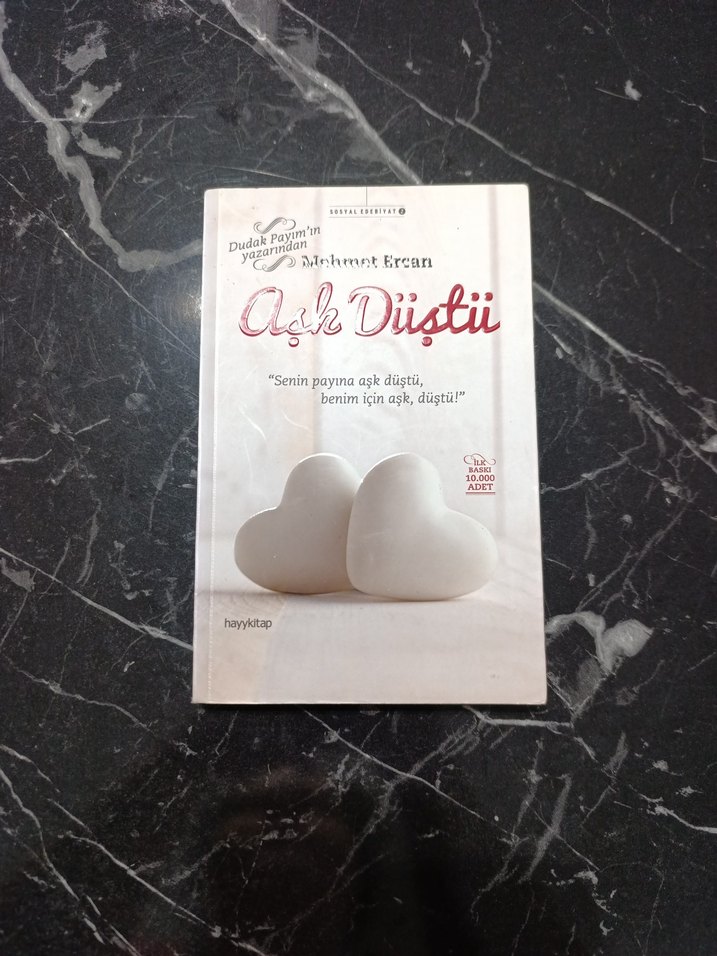 SOSYAL EDEBİYAT 2
Dudak Payım'ın
yazarından
Mehmet Ercan
Aşk Düştü
“Senin payına aşk düştü,
benim için aşk, düştü!”
İLK
BASKI
10.000
ADET
hayykitap